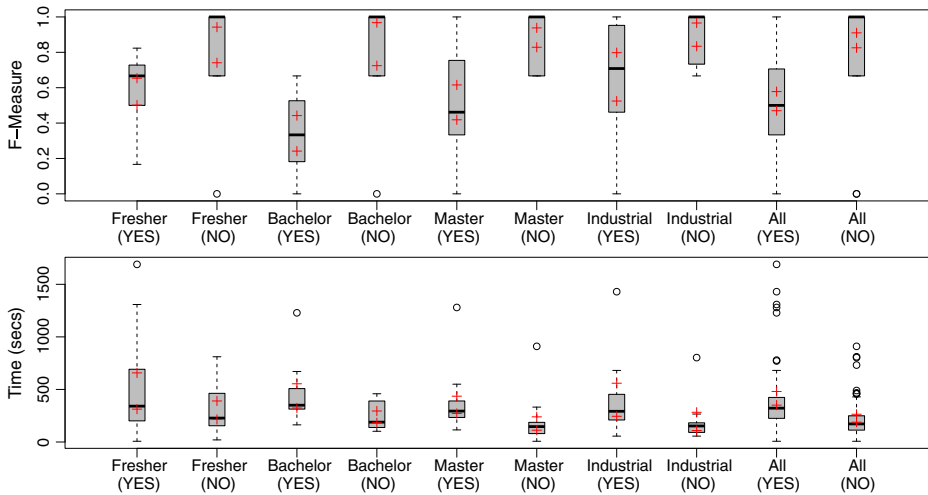 F−Measure
0.0 0.2 0.4 0.6 0.8 1.0
Fresher Fresher Bachelor Bachelor Master Master Industrial Industrial All All
(YES) (NO) (YES) (NO) (YES) (NO) (YES) (NO) (YES) (NO)
Time (secs)
0 500 1000 1500
Fresher Fresher Bachelor Bachelor Master Master Industrial Industrial All All
(YES) (NO) (YES) (NO) (YES) (NO) (YES) (NO) (YES) (NO)